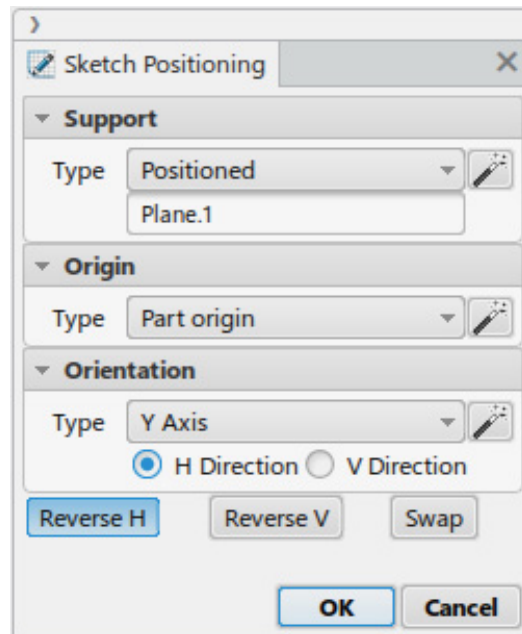 Sketch Positioning
Support
Type Positioned
Plane.1
Origin
Type Part origin
Orientation
Type Y Axis
H Direction V Direction
Reverse H Reverse V Swap
OK Cancel